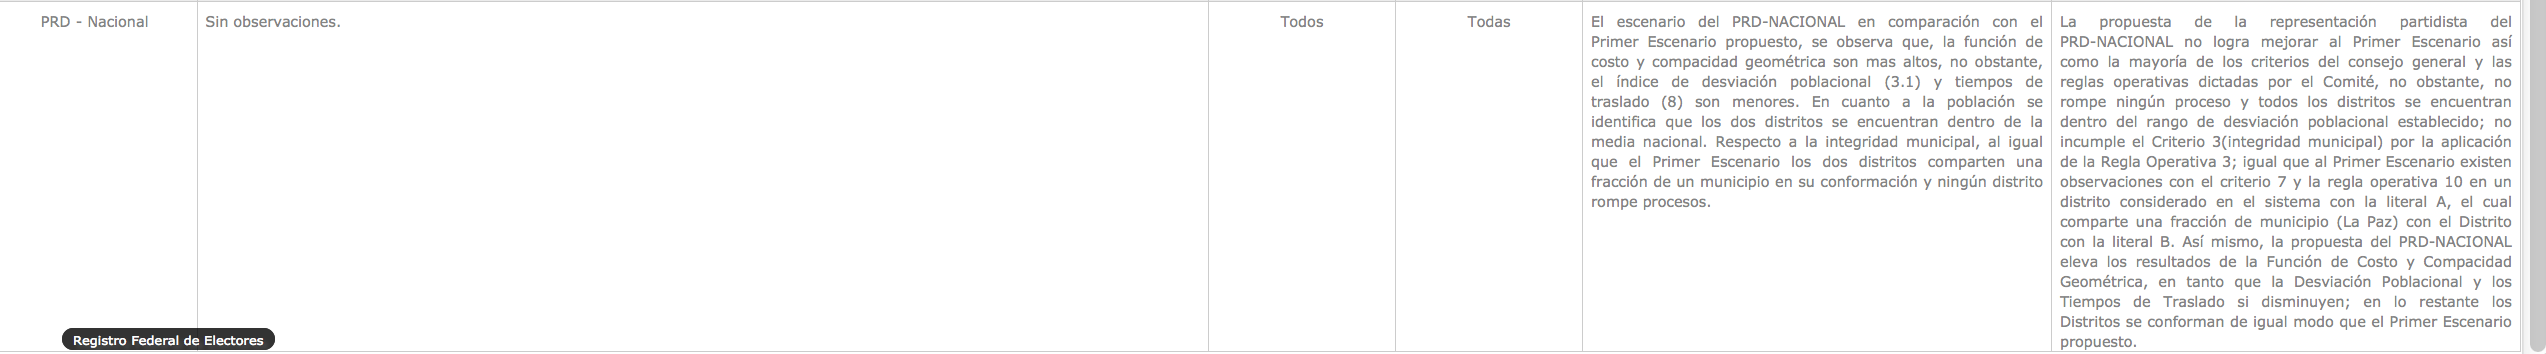 PRD - Nacional
Sin observaciones.
Todos
Todas
El escenario del PRD-NACIONAL en comparación con el
Primer Escenario propuesto, se observa que, la función de
costo y compacidad geométrica son mas altos, no obstante,
el índice de desviación poblacional (3.1) y tiempos de
traslado (8) son menores. En cuanto a la población se
identifica que los dos distritos se encuentran dentro de la
media nacional. Respecto a la integridad municipal, al igual
que el Primer Escenario los dos distritos comparten una
fracción de un municipio en su conformación y ningún distrito
rompe procesos.
La propuesta de la representación partidista del
PRD-NACIONAL no logra mejorar al Primer Escenario así
como la mayoría de los criterios del consejo general y las
reglas operativas dictadas por el Comité, no obstante, no
rompe ningún proceso y todos los distritos se encuentran
dentro del rango de desviación poblacional establecido; no
incumple el Criterio 3(integridad municipal) por la aplicación
de la Regla Operativa 3; igual que al Primer Escenario existen
observaciones con el criterio 7 y la regla operativa 10 en un
distrito considerado en el sistema con la literal A, el cual
comparte una fracción de municipio (La Paz) con el Distrito
con la literal B. Así mismo, la propuesta del PRD-NACIONAL
eleva los resultados de la Función de Costo y Compacidad
Geométrica, en tanto que la Desviación Poblacional y los
Tiempos de Traslado si disminuyen; en lo restante los
Distritos se conforman de igual modo que el Primer Escenario
propuesto.
Registro Federal de Electores